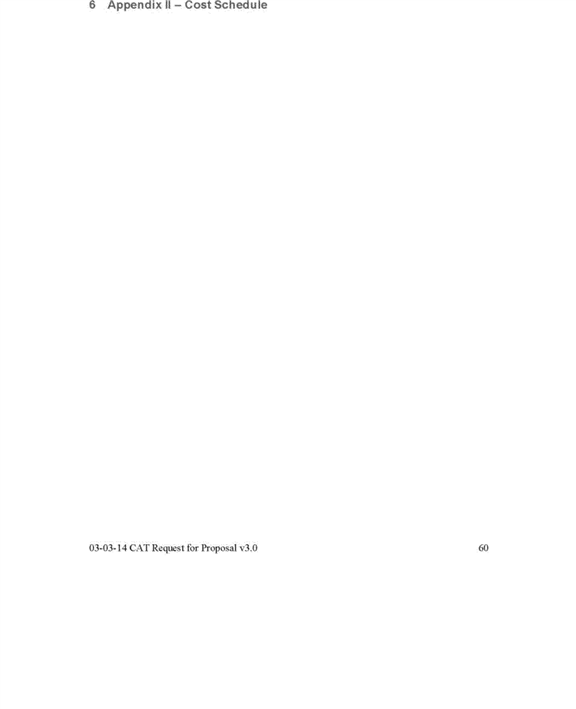 6 Appendix II – Cost Schedule
03-03-14 CAT Request for Proposal v3.0 60